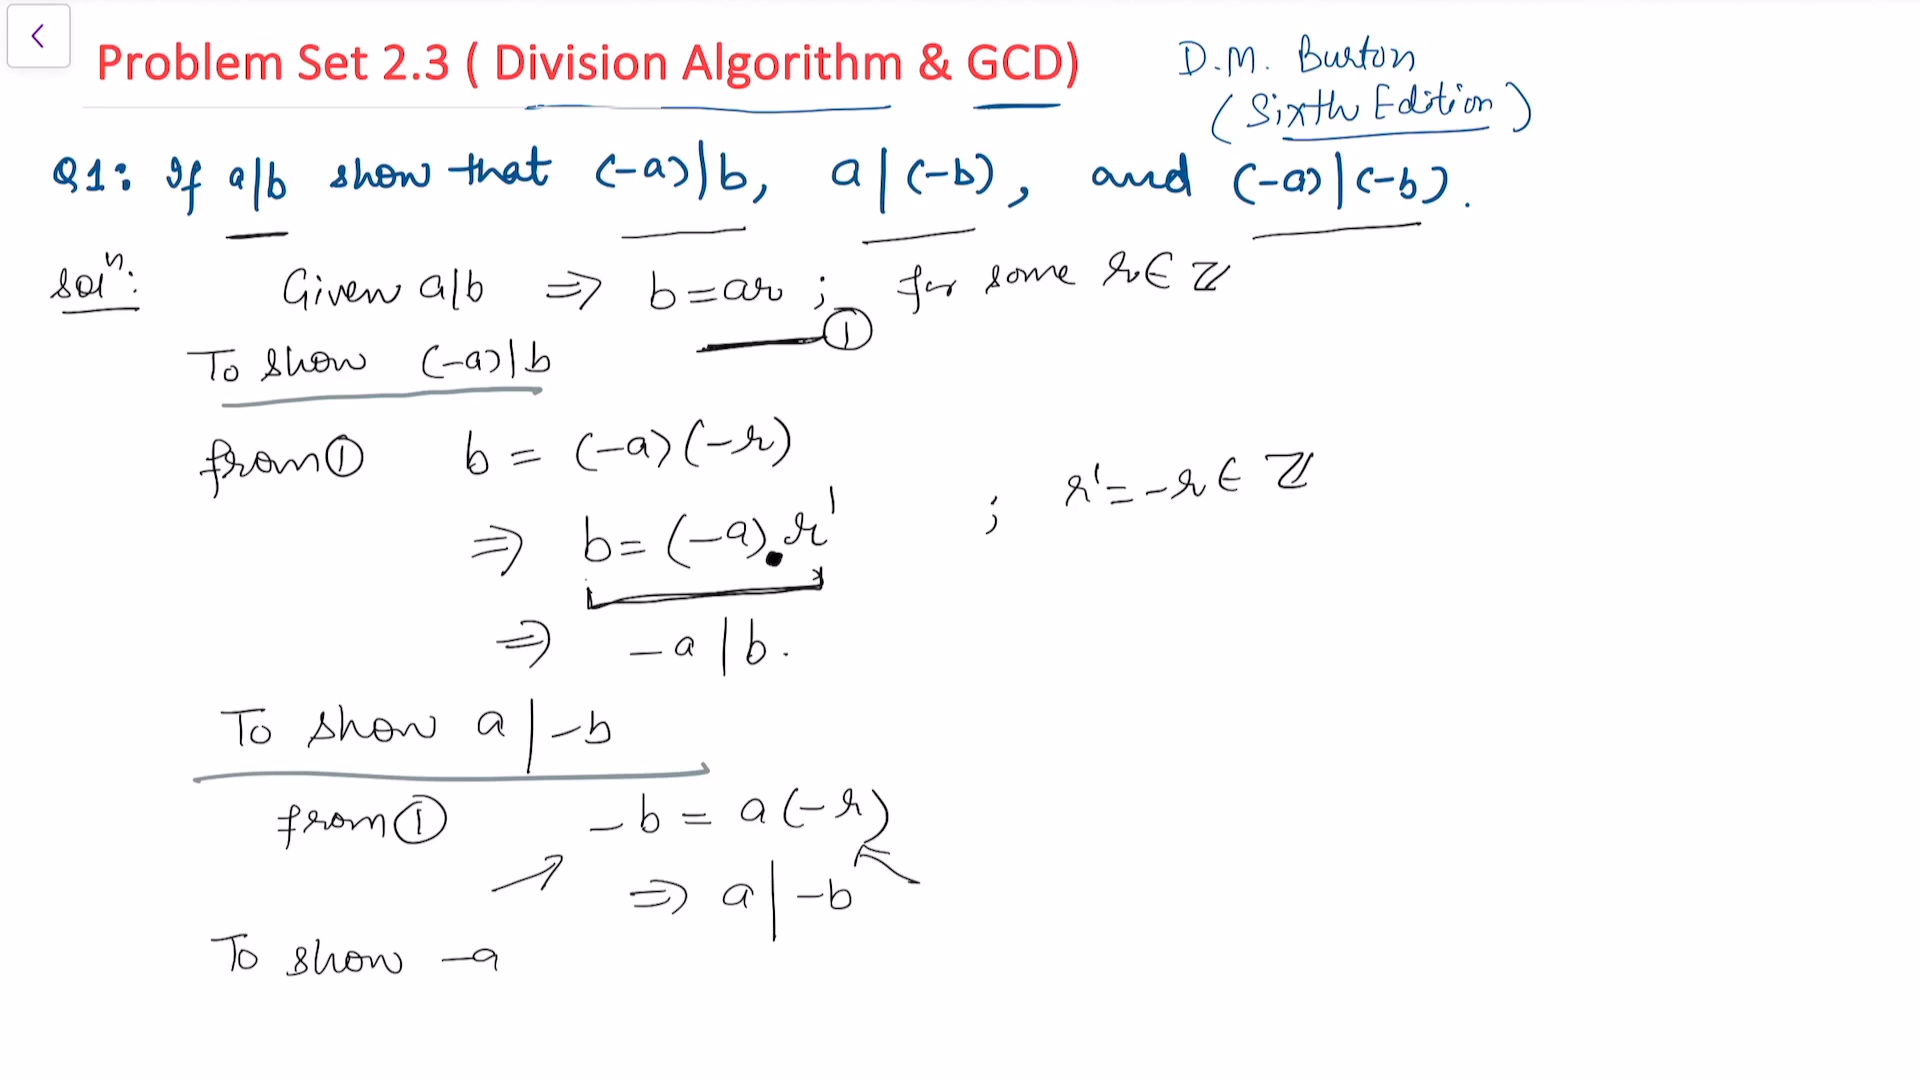 Problem Set 2.3 ( Division Algorithm & GCD)
D.M. Burton
(Sixth Edition)
Q1: If a|b show that (-a)|b, a|(-b), and (-a)|(-b).
solⁿ: Given a|b ⇒ b=ar ; for some r∈ℤ
①
To show (-a)|b
from① b = (-a)(-r)
⇒ b=(-a).r' ; r'=-r∈ℤ
⇒ -a|b.
To show a|-b
from① -b = a(-r)
⇒ a|-b
To show -a